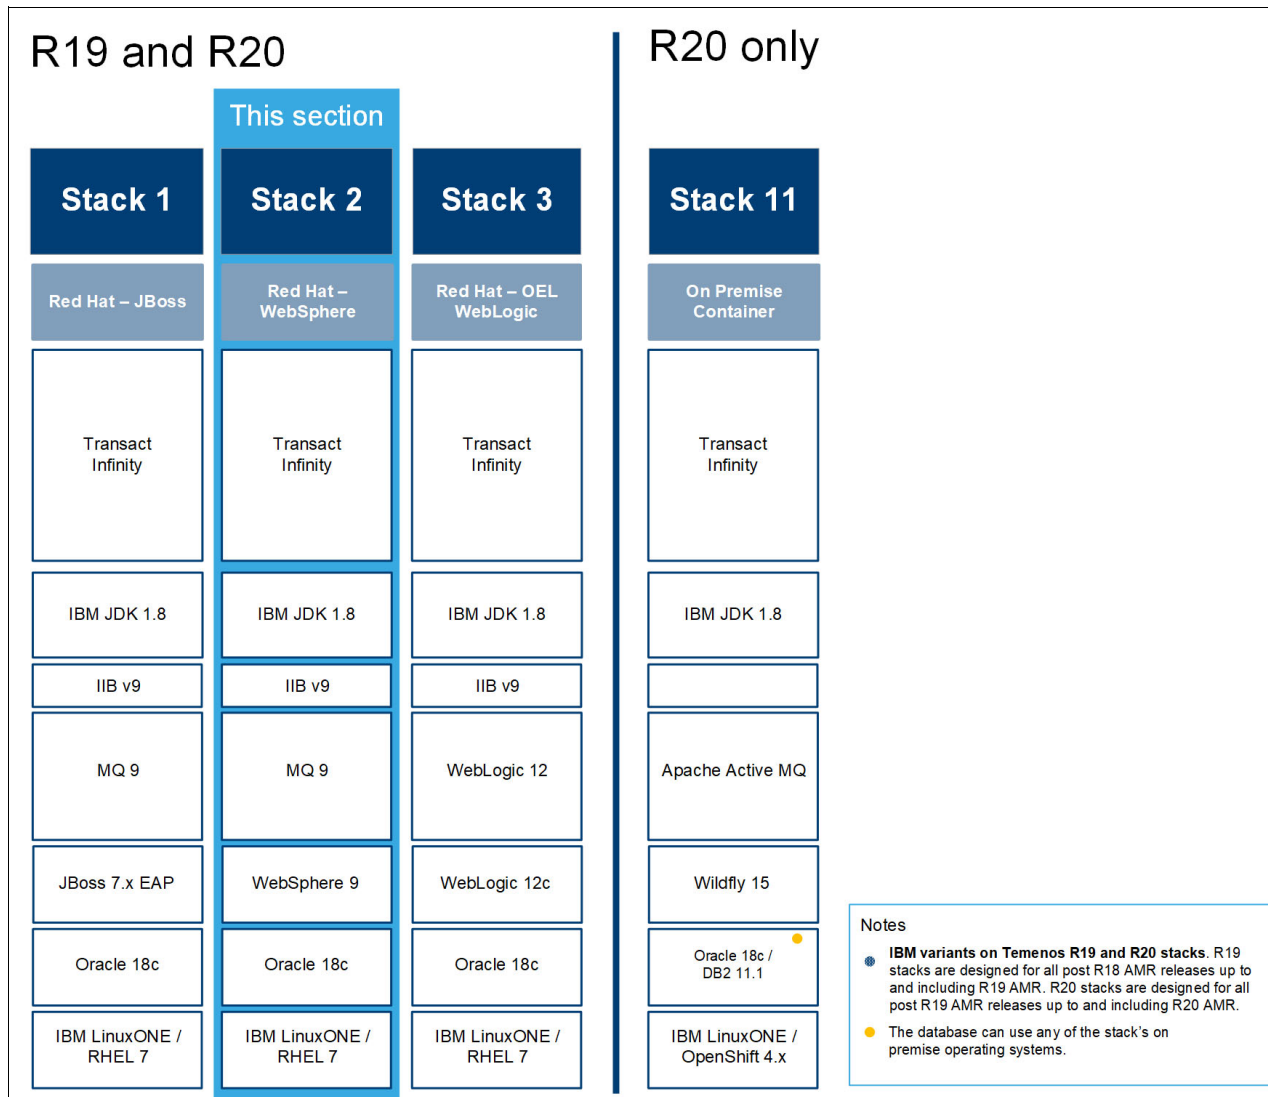 R19 and R20
R20 only
This section
Stack 1
Stack 2
Stack 3
Stack 11
Red Hat – JBoss
Red Hat –
WebSphere
Red Hat – OEL
WebLogic
On Premise
Container
Transact
Infinity
Transact
Infinity
Transact
Infinity
Transact
Infinity
IBM JDK 1.8
IBM JDK 1.8
IBM JDK 1.8
IBM JDK 1.8
IIB v9
IIB v9
IIB v9
MQ 9
MQ 9
WebLogic 12
Apache Active MQ
JBoss 7.x EAP
WebSphere 9
WebLogic 12c
Wildfly 15
Oracle 18c
Oracle 18c
Oracle 18c
Oracle 18c /
DB2 11.1
IBM LinuxONE /
RHEL 7
IBM LinuxONE /
RHEL 7
IBM LinuxONE /
RHEL 7
IBM LinuxONE /
OpenShift 4.x
Notes
IBM variants on Temenos R19 and R20 stacks. R19
stacks are designed for all post R18 AMR releases up to
and including R19 AMR. R20 stacks are designed for all
post R19 AMR releases up to and including R20 AMR.
The database can use any of the stack's on
premise operating systems.